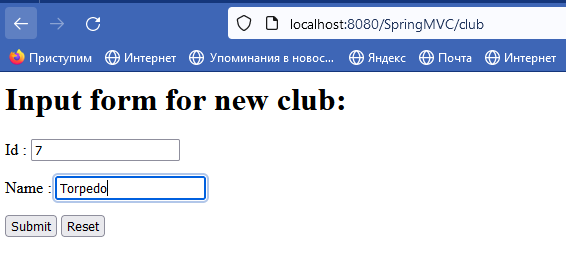 localhost:8080/SpringMVC/club
Приступим Интернет Упоминания в новос... Яндекс Почта Интернет
Input form for new club:
Id : 7
Name : Torpedo
Submit Reset